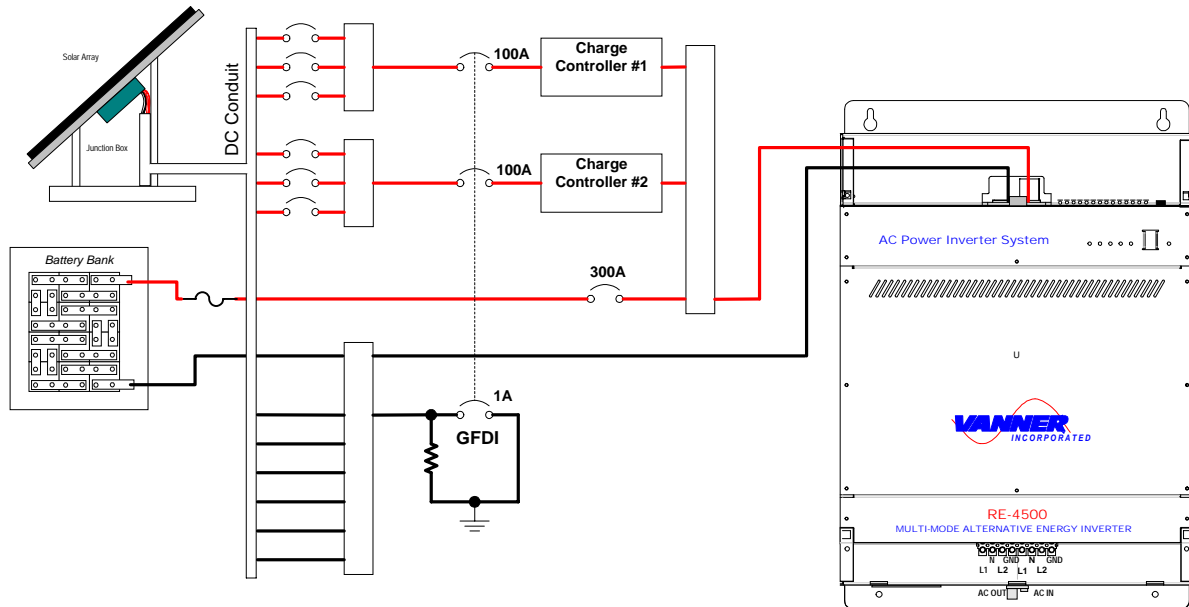 Solar Array
Junction Box
DC Conduit
100A
Charge
Controller #1
100A
Charge
Controller #2
Battery Bank
300A
1A
GFDI
AC Power Inverter System
U
VANNER
INCORPORATED
RE-4500
MULTI-MODE ALTERNATIVE ENERGY INVERTER
N GND N GND
L1 L2 L1 L2
AC OUT AC IN